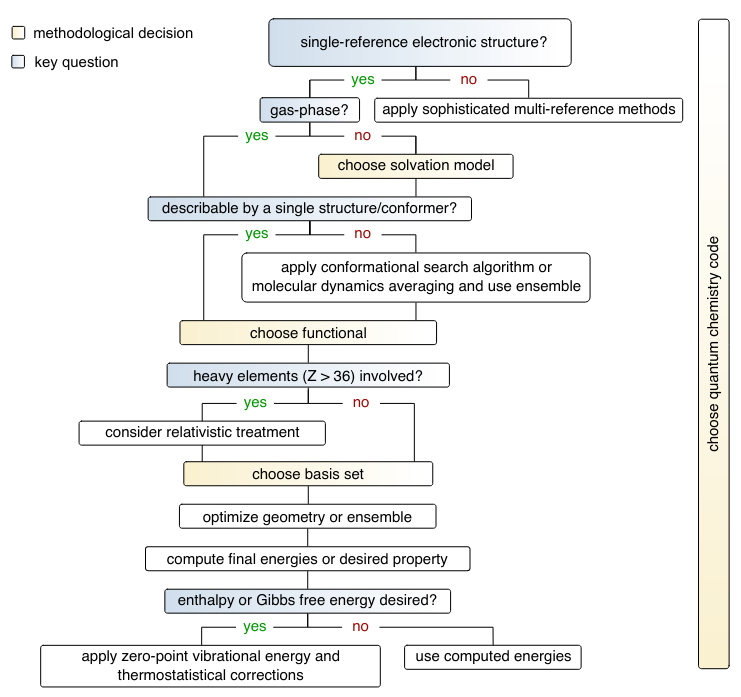 methodological decision
key question
single-reference electronic structure?
yes
no
gas-phase?
apply sophisticated multi-reference methods
yes
no
choose solvation model
describable by a single structure/conformer?
yes
no
apply conformational search algorithm or
molecular dynamics averaging and use ensemble
choose functional
heavy elements (Z > 36) involved?
yes
no
consider relativistic treatment
choose basis set
optimize geometry or ensemble
compute final energies or desired property
enthalpy or Gibbs free energy desired?
yes
no
apply zero-point vibrational energy and
thermostatistical corrections
use computed energies
choose quantum chemistry code